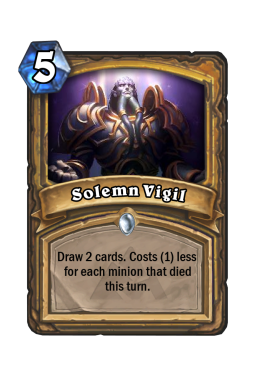 5
Solemn Vigil
Draw 2 cards. Costs (1) less
for each minion that died
this turn.